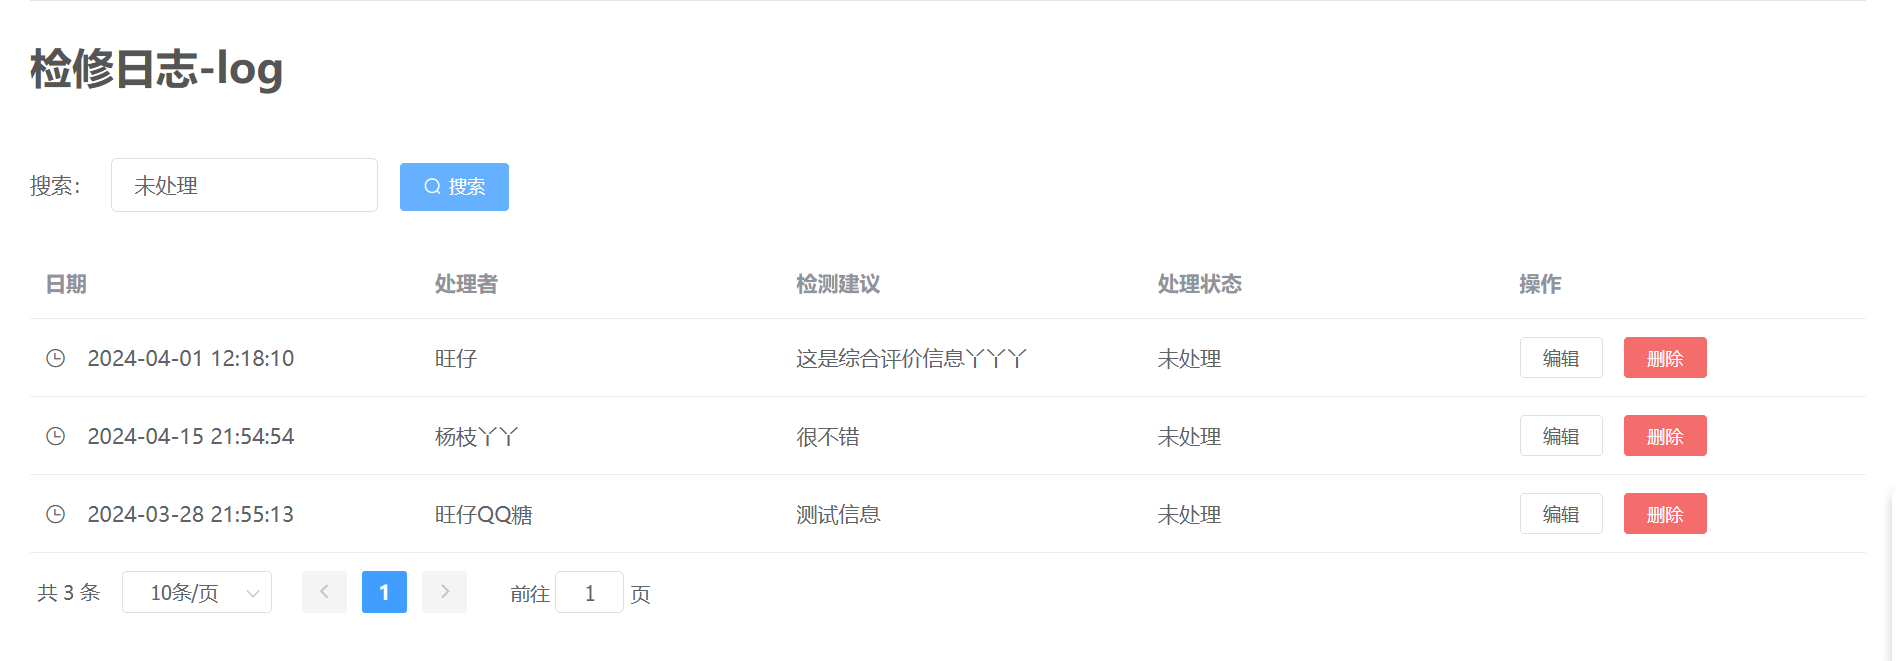 检修日志-log
搜索： 未处理 搜索
日期 处理者 检测建议 处理状态 操作
2024-04-01 12:18:10 旺仔 这是综合评价信息丫丫丫 未处理 编辑 删除
2024-04-15 21:54:54 杨枝丫丫 很不错 未处理 编辑 删除
2024-03-28 21:55:13 旺仔QQ糖 测试信息 未处理 编辑 删除
共 3 条 10条/页 1 前往 1 页